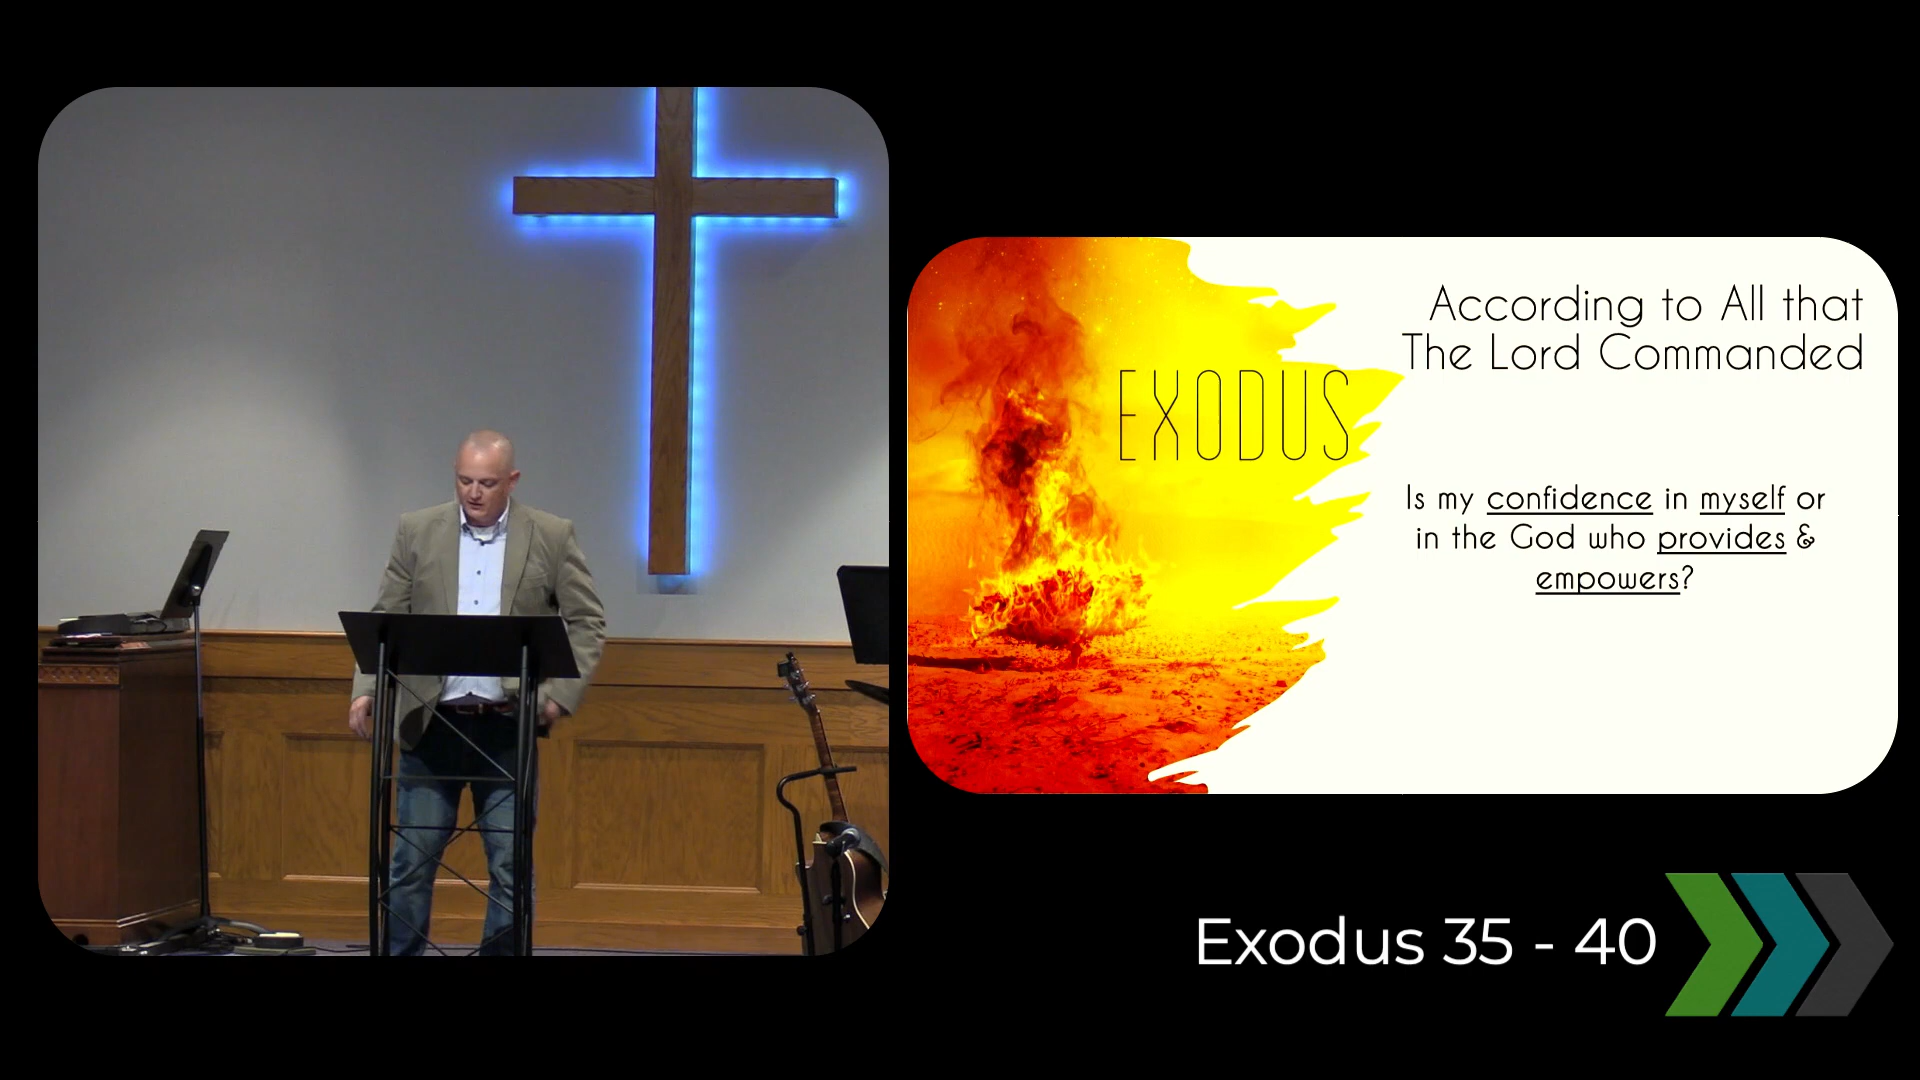 According to All that
The Lord Commanded
EXODUS
Is my confidence in myself or
in the God who provides &
empowers?
Exodus 35 - 40